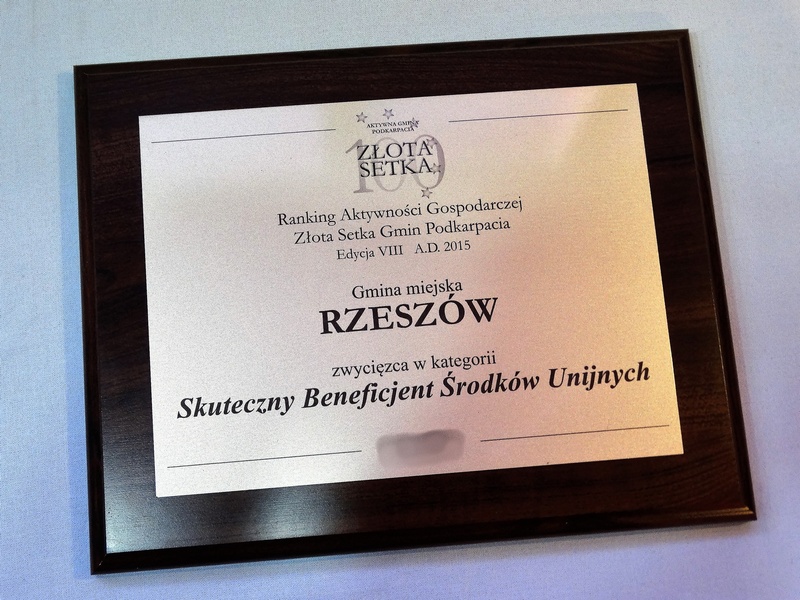 AKTYWNA GMINA
PODKARPACIA
100
ZŁOTA
SETKA
Ranking Aktywności Gospodarczej
Złota Setka Gmin Podkarpacia
Edycja VIII A.D. 2015
Gmina miejska
RZESZÓW
zwycięzca w kategorii
Skuteczny Beneficjent Środków Unijnych